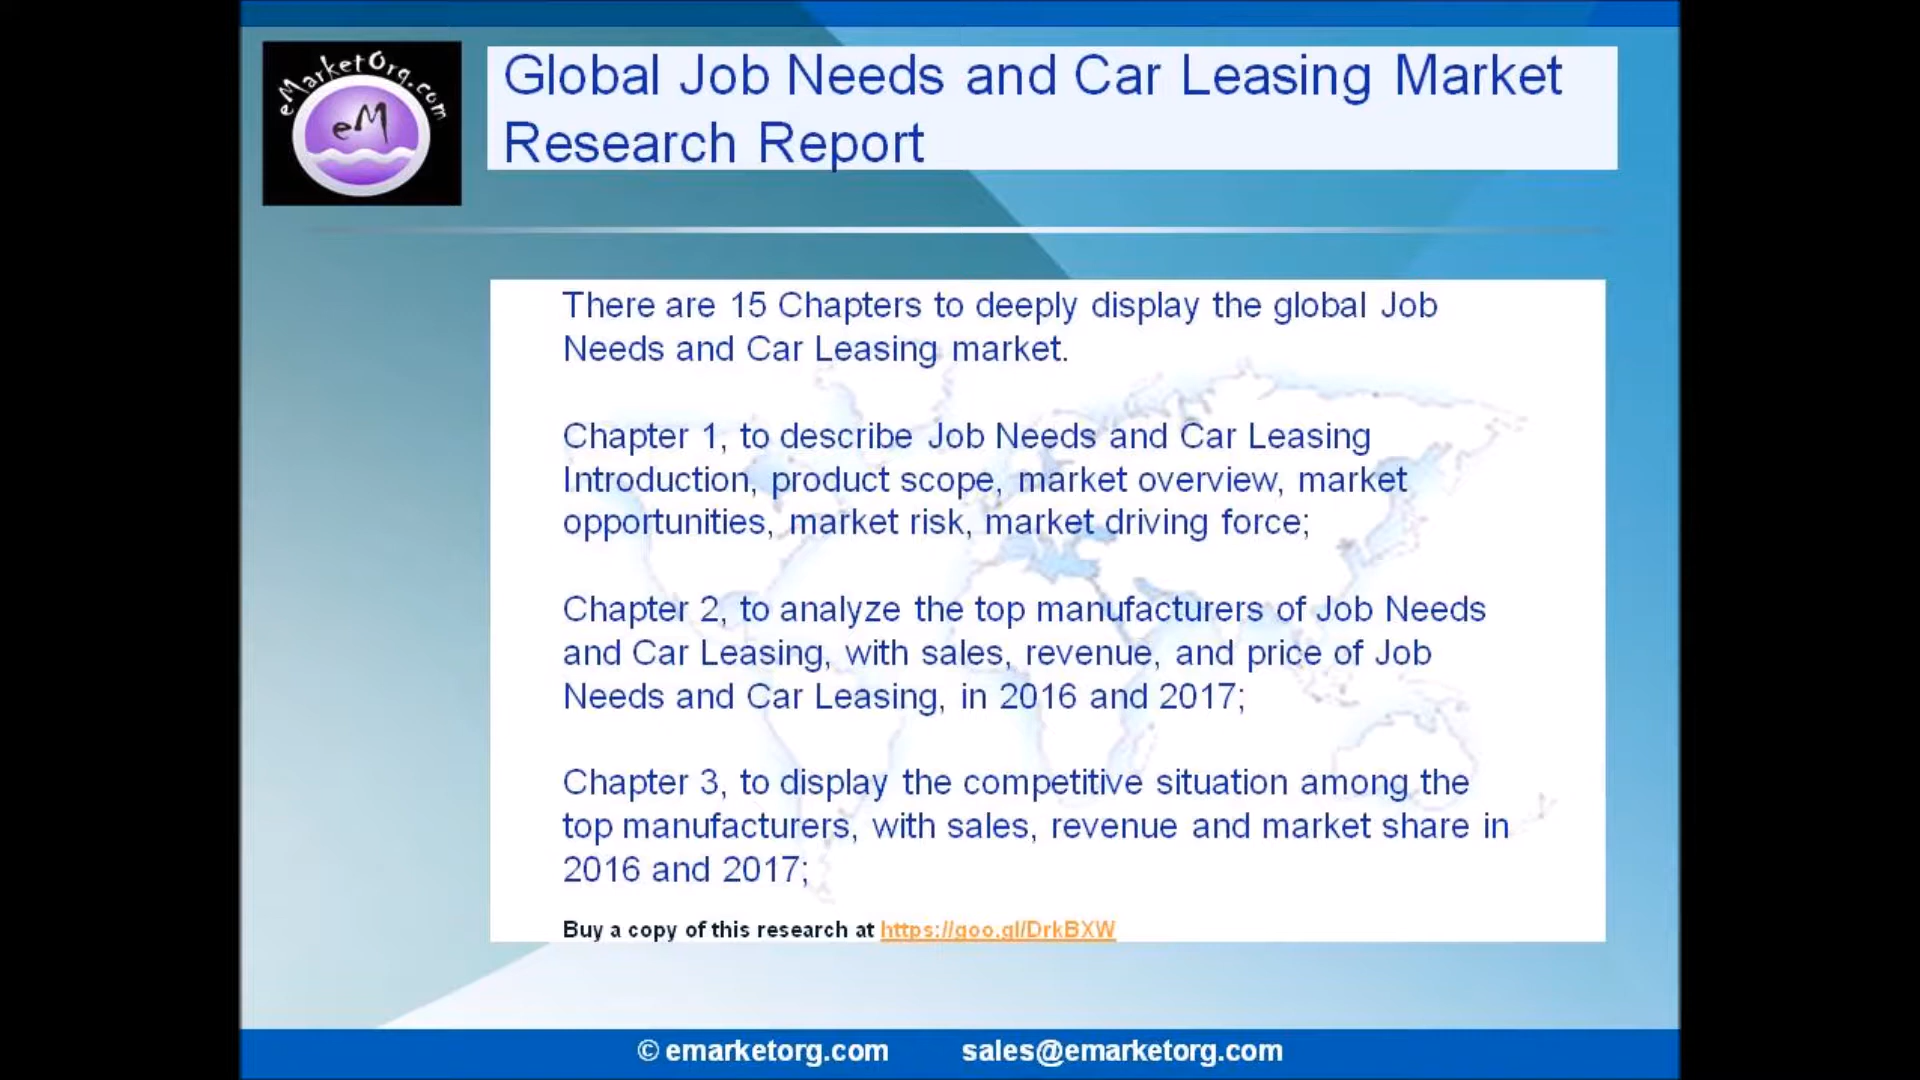 eMarketOrg.com
eM
Global Job Needs and Car Leasing Market
Research Report
There are 15 Chapters to deeply display the global Job
Needs and Car Leasing market.
Chapter 1, to describe Job Needs and Car Leasing
Introduction, product scope, market overview, market
opportunities, market risk, market driving force;
Chapter 2, to analyze the top manufacturers of Job Needs
and Car Leasing, with sales, revenue, and price of Job
Needs and Car Leasing, in 2016 and 2017;
Chapter 3, to display the competitive situation among the
top manufacturers, with sales, revenue and market share in
2016 and 2017;
Buy a copy of this research at https://goo.gl/DrkBXW
© emarketorg.com sales@emarketorg.com